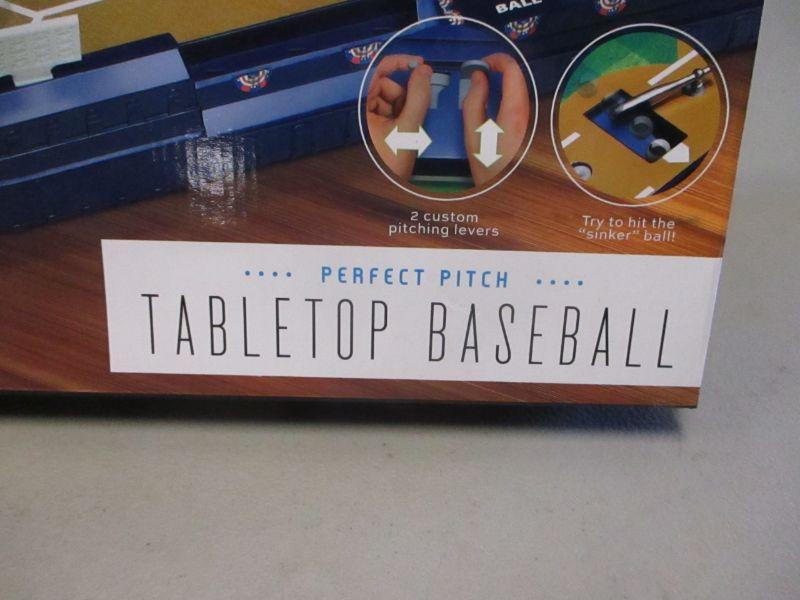 BALL
2 custom
pitching levers
Try to hit the
“sinker” ball!
PERFECT PITCH
TABLETOP BASEBALL